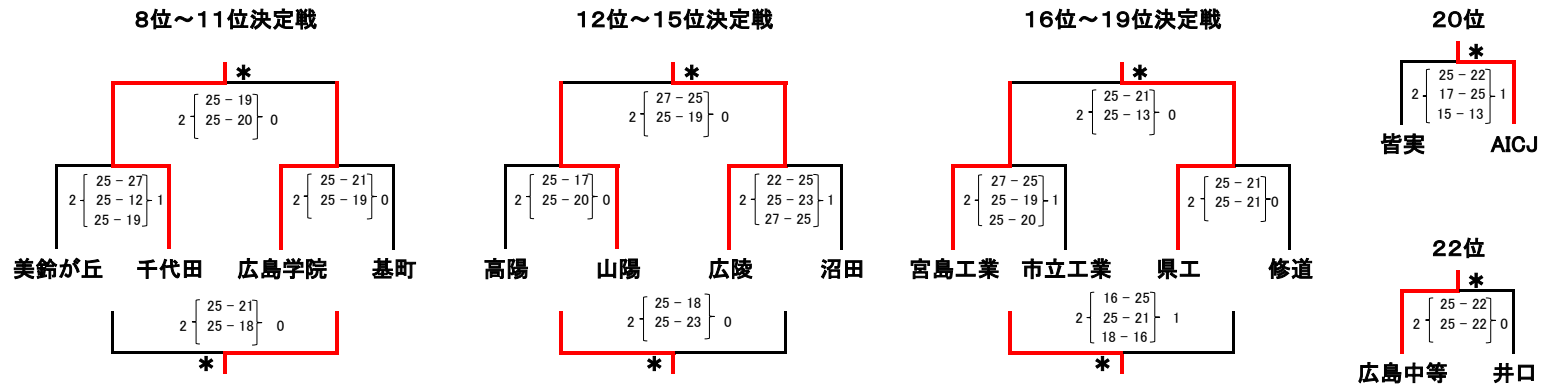 8位～11位決定戦
12位～15位決定戦
16位～19位決定戦
20位
*
*
*
*
25 – 19
2 25 – 20 0
27 – 25
2 25 – 19 0
25 – 21
2 25 – 13 0
25 – 22
2 17 – 25 1
15 – 13
皆実 AICJ
25 – 27
2 25 – 12 1
25 – 19
25 – 21
2 25 – 19 0
25 – 17
2 25 – 20 0
22 – 25
2 25 – 23 1
27 – 25
27 – 25
2 25 – 19 1
25 – 20
25 – 21
2 25 – 21 0
美鈴が丘 千代田 広島学院 基町
高陽 山陽 広陵 沼田
宮島工業 市立工業 県工 修道
25 – 21
2 25 – 18 0
*
25 – 18
2 25 – 23 0
*
16 – 25
2 25 – 21 1
18 – 16
*
22位
*
25 – 22
2 25 – 22 0
広島中等 井口